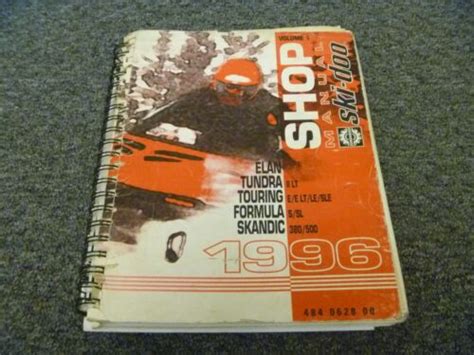 VOLUME 1
SHOP
MANUAL
ski-doo
ELAN
TUNDRA II LT
TOURING E/E LT/LE/SLE
FORMULA S/SL
SKANDIC 380/500
1996
484 0628 00